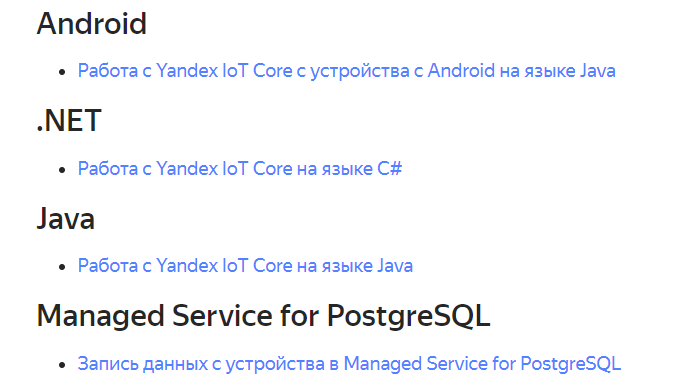 Android
Работа с Yandex IoT Core с устройства с Android на языке Java
.NET
Работа с Yandex IoT Core на языке C#
Java
Работа с Yandex IoT Core на языке Java
Managed Service for PostgreSQL
Запись данных с устройства в Managed Service for PostgreSQL